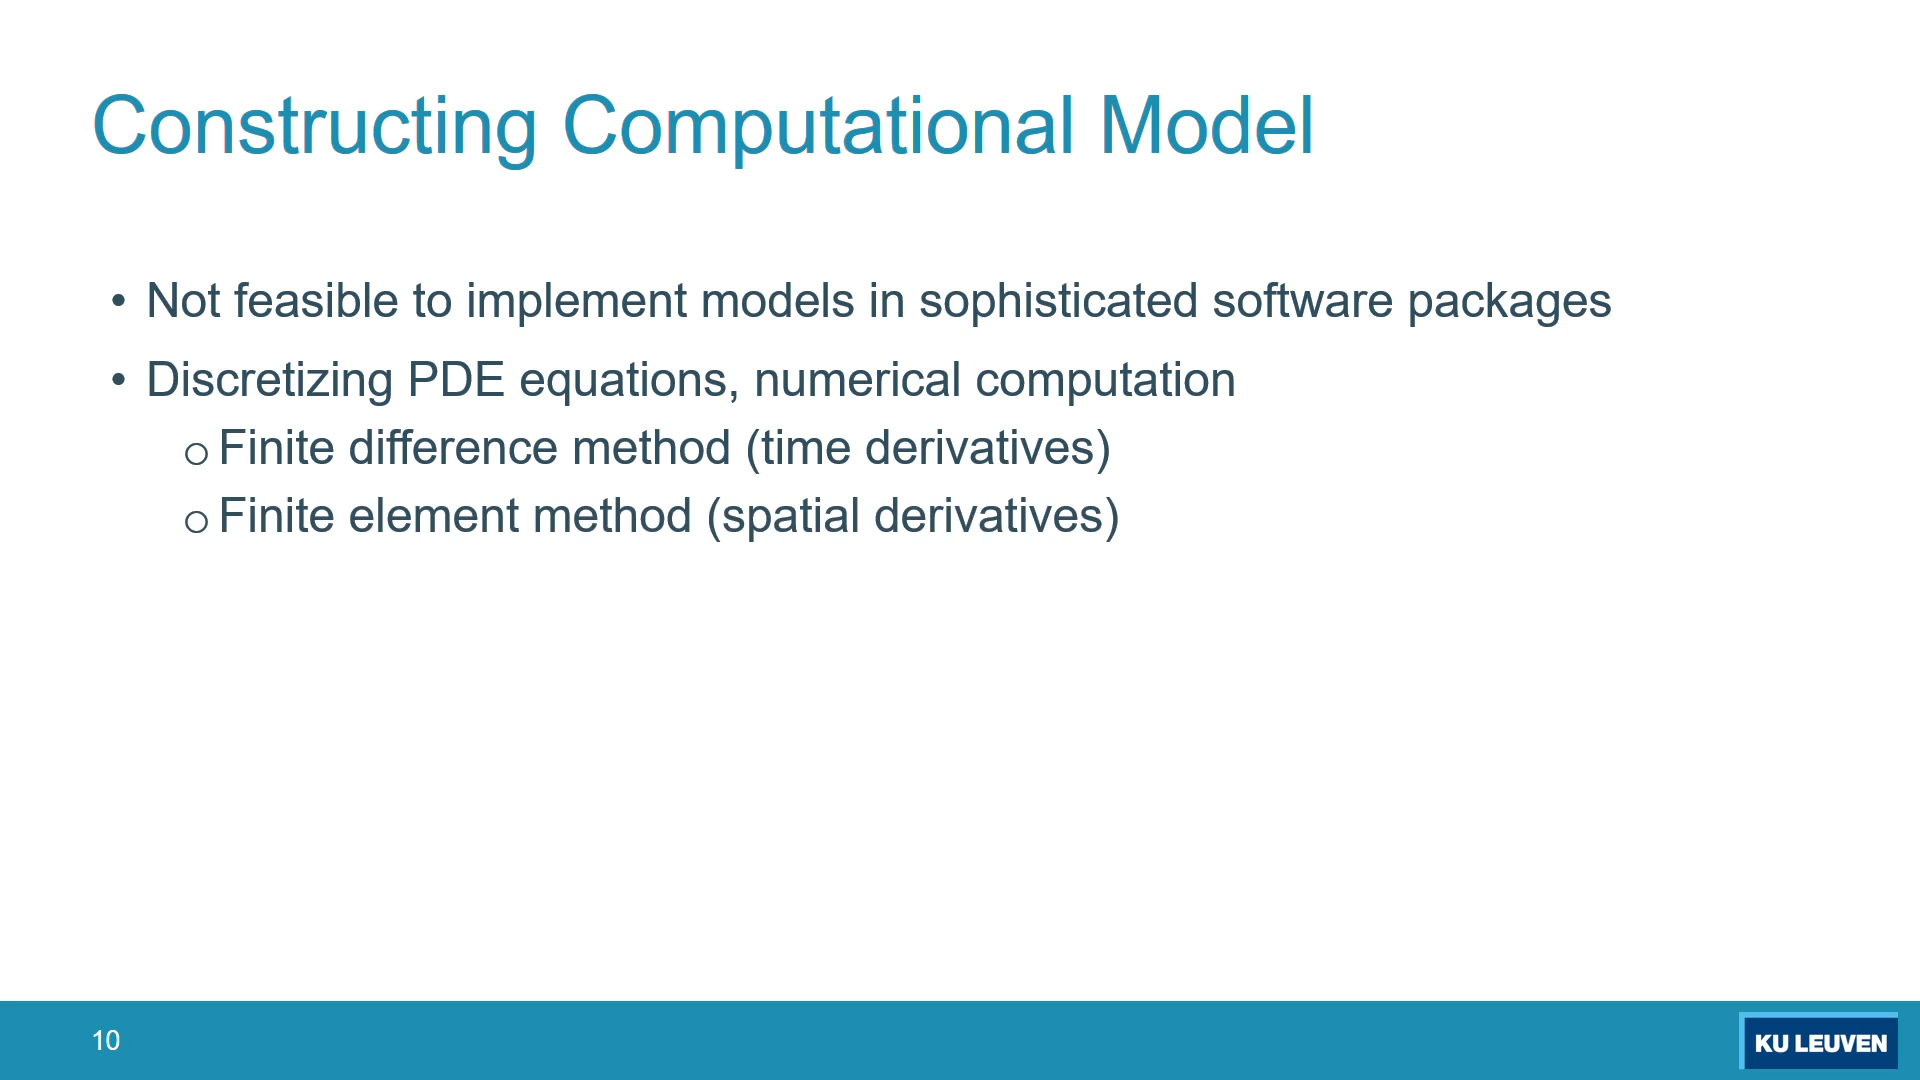 Constructing Computational Model
• Not feasible to implement models in sophisticated software packages
• Discretizing PDE equations, numerical computation
o Finite difference method (time derivatives)
o Finite element method (spatial derivatives)
10
KU LEUVEN